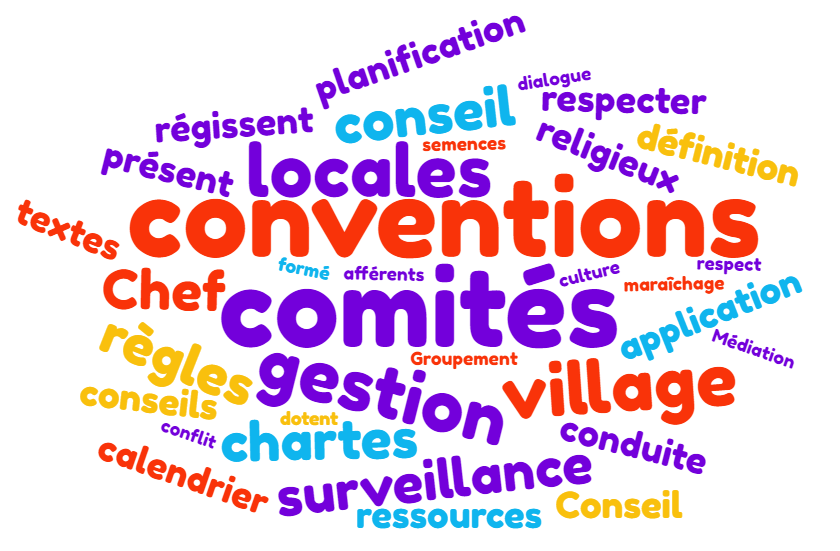 planification
dialogue
respecter
régissent
conseil
semences
religieux
définition
présent
locales
textes
conventions
Chef
formé
afférents
culture
respect
maraîchage
comités
application
Médiation
règles
Groupement
gestion
village
conseils
conflit
dotent
chartes
conduite
calendrier
surveillance
ressources
Conseil